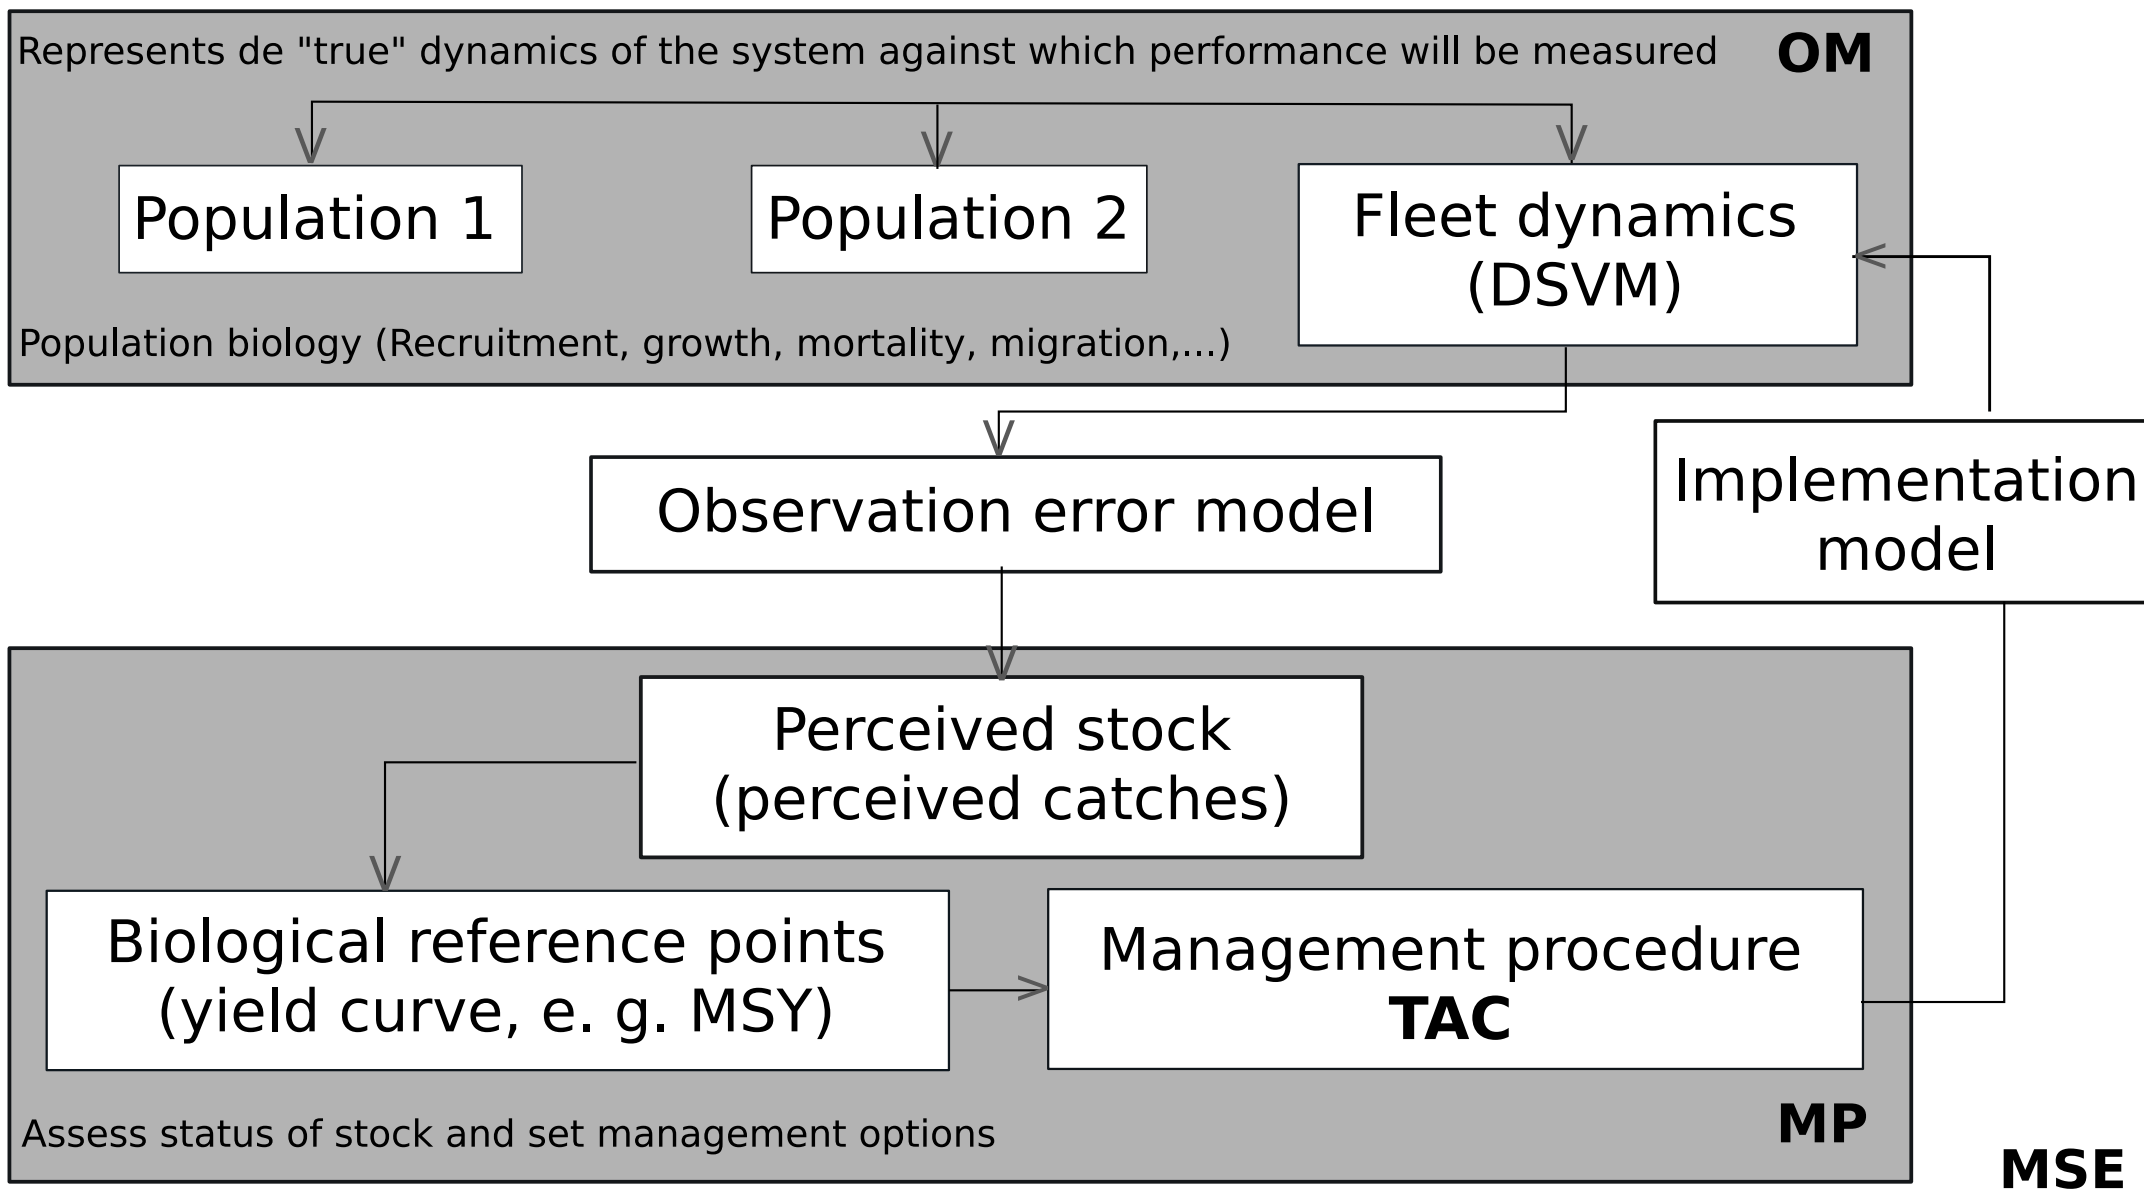 Represents de "true" dynamics of the system against which performance will be measured OM
Population 1
Population 2
Fleet dynamics
(DSVM)
Population biology (Recruitment, growth, mortality, migration,...)
Observation error model
Implementation
model
Perceived stock
(perceived catches)
Biological reference points
(yield curve, e. g. MSY)
Management procedure
TAC
Assess status of stock and set management options
MP
MSE